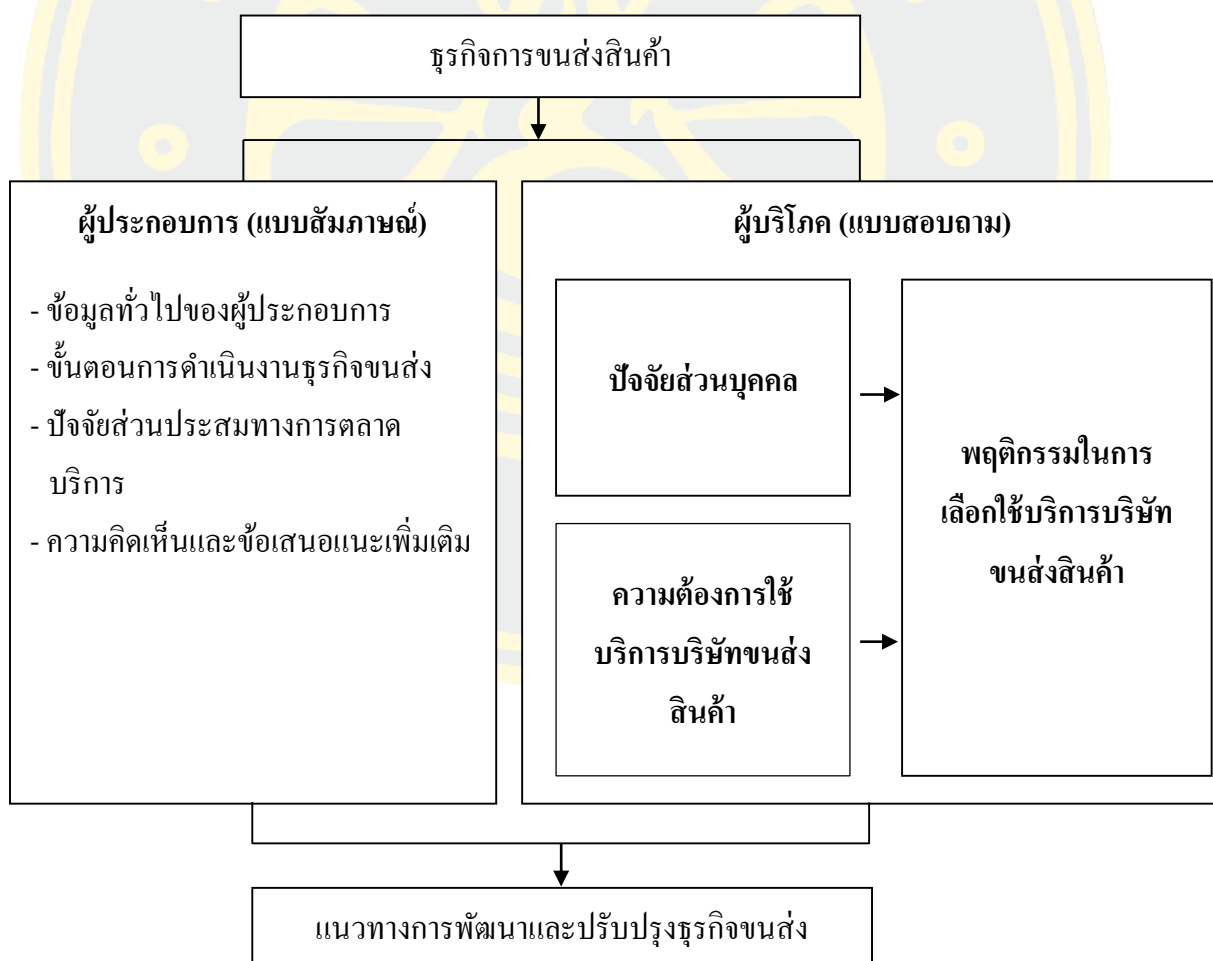 ธุรกิจการขนส่งสินค้า
ผู้ประกอบการ (แบบสัมภาษณ์)
- ข้อมูลทั่วไปของผู้ประกอบการ
- ขั้นตอนการดำเนินงานธุรกิจขนส่ง
- ปัจจัยส่วนประสมทางการตลาด
บริการ
- ความคิดเห็นและข้อเสนอแนะเพิ่มเติม
ผู้บริโภค (แบบสอบถาม)
ปัจจัยส่วนบุคคล
ความต้องการใช้
บริการบริษัทขนส่ง
สินค้า
พฤติกรรมในการ
เลือกใช้บริการบริษัท
ขนส่งสินค้า
แนวทางการพัฒนาและปรับปรุงธุรกิจขนส่ง